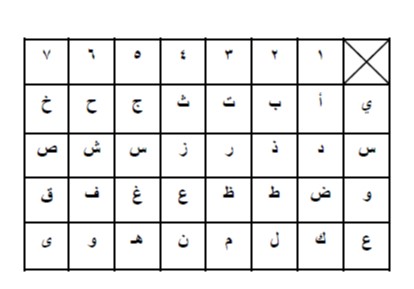 ١ ٢ ٣ ٤ ٥ ٦ ٧
ي أ ب ت ث ج ح خ
س د ذ ر ز س ش ص
و ض ط ظ ع غ ف ق
ع ك ل م ن هـ و ى